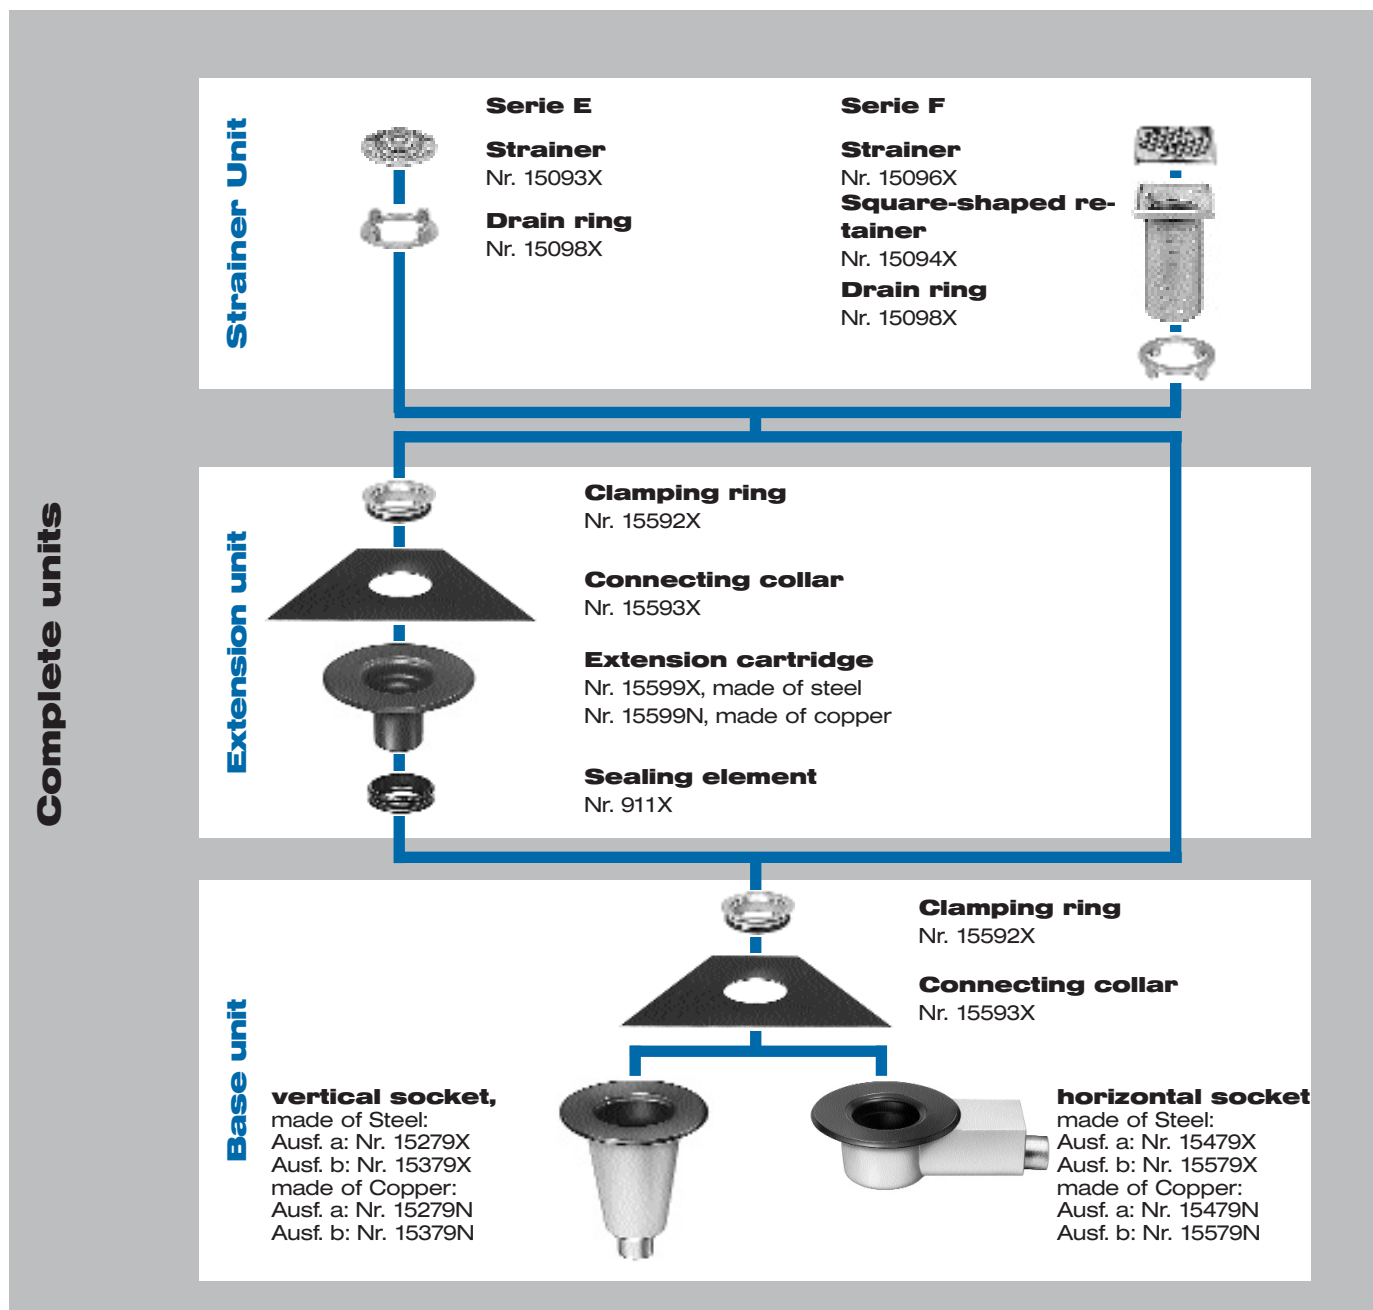 Complete units
Strainer Unit
Serie E
Strainer
Nr. 15093X
Drain ring
Nr. 15098X
Serie F
Strainer
Nr. 15096X
Square-shaped re-
tainer
Nr. 15094X
Drain ring
Nr. 15098X
Extension unit
Clamping ring
Nr. 15592X
Connecting collar
Nr. 15593X
Extension cartridge
Nr. 15599X, made of steel
Nr. 15599N, made of copper
Sealing element
Nr. 911X
Base unit
Clamping ring
Nr. 15592X
Connecting collar
Nr. 15593X
vertical socket,
made of Steel:
Ausf. a: Nr. 15279X
Ausf. b: Nr. 15379X
made of Copper:
Ausf. a: Nr. 15279N
Ausf. b: Nr. 15379N
horizontal socket
made of Steel:
Ausf. a: Nr. 15479X
Ausf. b: Nr. 15579X
made of Copper:
Ausf. a: Nr. 15479N
Ausf. b: Nr. 15579N